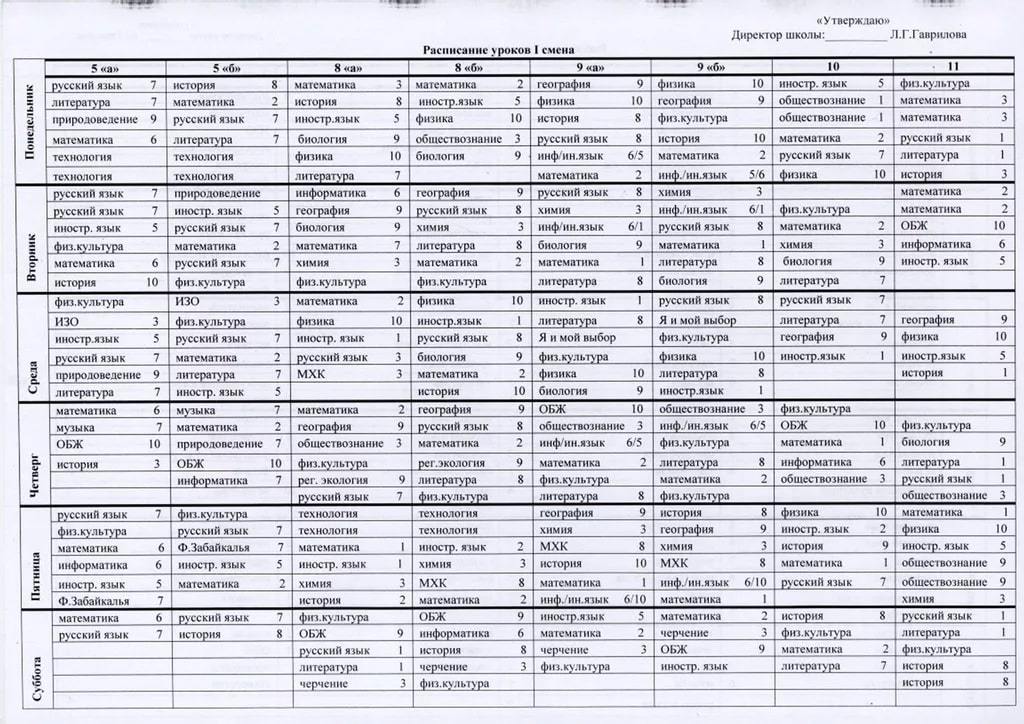 «Утверждаю»
Директор школы:__________ Л.Г.Гаврилова
Расписание уроков I смена
5 «а» 5 «б» 8 «а» 8 «б» 9 «а» 9 «б» 10 11
Понедельник
русский язык 7 история 8 математика 3 математика 2 география 9 физика 10 иностр. язык 5 физ.культура
литература 7 математика 2 история 8 иностр.язык 5 физика 10 география 9 обществознание 1 математика 3
природоведение 9 русский язык 7 иностр.язык 5 физика 10 история 8 физ.культура обществознание 1 математика 3
математика 6 литература 7 биология 9 обществознание 3 русский язык 8 история 10 математика 2 русский язык 1
технология технология физика 10 биология 9 инф/ин.язык 6/5 математика 2 русский язык 7 литература 1
технология технология литература 7 математика 2 инф./ин.язык 5/6 физика 10 история 3
Вторник
русский язык 7 природоведение информатика 6 география 9 русский язык 8 химия 3 математика 2
русский язык 7 иностр. язык 5 география 9 русский язык 8 химия 3 инф./ин.язык 6/1 физ.культура математика 2
иностр. язык 5 русский язык 7 биология 9 химия 3 инф/ин.язык 6/1 русский язык 8 математика 2 ОБЖ 10
физ.культура математика 2 математика 7 литература 8 биология 9 математика 1 химия 3 информатика 6
математика 6 русский язык 7 химия 3 математика 2 математика 1 литература 8 биология 9 иностр. язык 5
история 10 физ.культура физ.культура физ.культура литература 8 биология 9 литература 7
Среда
физ.культура ИЗО 3 математика 2 физика 10 иностр. язык 1 русский язык 8 русский язык 7
ИЗО 3 физ.культура физика 10 иностр.язык 1 литература 8 Я и мой выбор литература 7 география 9
иностр.язык 5 русский язык 7 иностр. язык 1 русский язык 8 Я и мой выбор физ.культура география 9 физика 10
русский язык 7 математика 2 русский язык 3 биология 9 физ.культура физика 10 иностр.язык 1 иностр.язык 5
природоведение 9 литература 7 МХК 3 математика 2 физика 10 литература 8 история 1
литература 7 иностр. язык 5 история 10 биология 9 иностр.язык 1
Четверг
математика 6 музыка 7 математика 2 география 9 ОБЖ 10 обществознание 3 физ.культура
музыка 7 математика 2 география 9 русский язык 8 обществознание 3 инф./ин.язык 6/5 ОБЖ 10 физ.культура
ОБЖ 10 природоведение 7 обществознание 3 математика 2 инф/ин.язык 6/5 физ.культура математика 1 биология 9
история 3 ОБЖ 10 физ.культура рег.экология 9 математика 2 литература 8 информатика 6 литература 1
информатика 7 рег. экология 9 литература 8 физ.культура математика 2 обществознание 3 русский язык 1
русский язык 7 физ.культура литература 8 физ.культура обществознание 3
Пятница
русский язык 7 физ.культура технология технология география 9 история 8 физика 10 математика 1
физ.культура русский язык 7 технология технология химия 3 география 9 иностр. язык 2 физика 10
математика 6 Ф.Забайкалья 7 математика 1 иностр. язык 2 МХК 8 химия 3 история 9 иностр. язык 5
информатика 6 иностр. язык 5 иностр. язык 1 химия 3 история 10 МХК 8 математика 1 обществознание 9
иностр. язык 5 математика 2 химия 3 МХК 8 математика 1 инф./ин.язык 6/10 русский язык 7 обществознание 9
Ф.Забайкалья 7 история 2 математика 2 инф./ин.язык 6/10 математика 1 химия 3
Суббота
математика 6 русский язык 7 физ.культура ОБЖ 9 иностр.язык 5 математика 2 история 8 русский язык 1
русский язык 7 история 8 ОБЖ 9 информатика 6 математика 2 черчение 3 физ.культура литература 1
русский язык 1 история 8 черчение 3 ОБЖ 9 математика 2 физ.культура
литература 1 черчение 3 физ.культура иностр.язык литература 7 история 8
черчение 3 физ.культура история 8